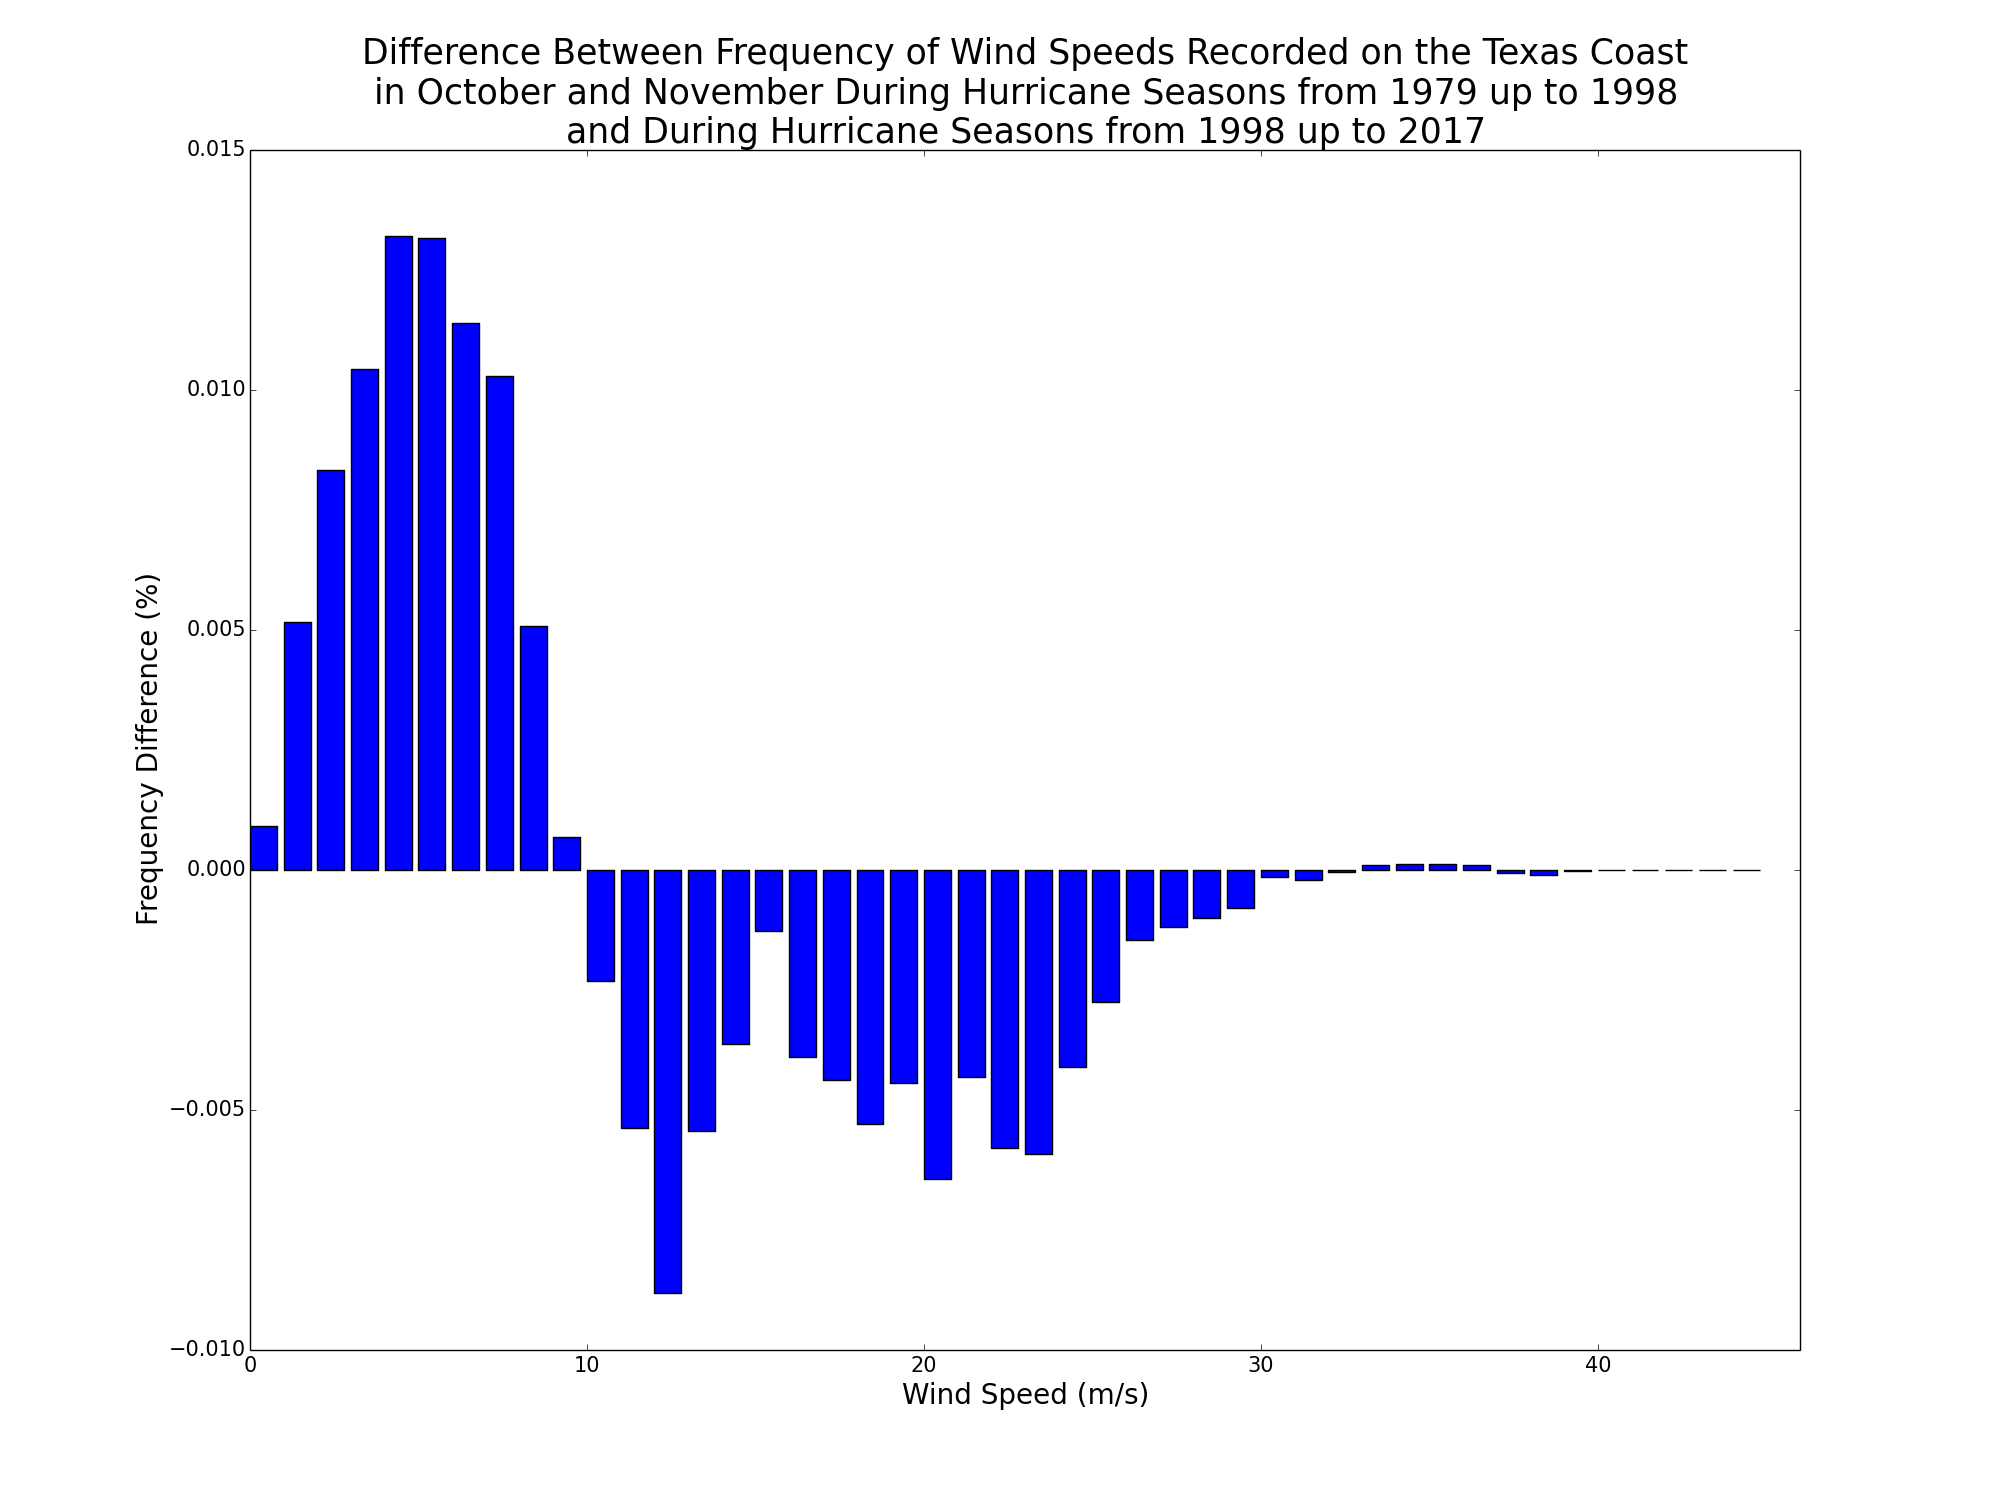 Difference Between Frequency of Wind Speeds Recorded on the Texas Coast
in October and November During Hurricane Seasons from 1979 up to 1998
and During Hurricane Seasons from 1998 up to 2017
0.015
0.010
0.005
0.000
−0.005
−0.010
Frequency Difference (%)
0 10 20 30 40
Wind Speed (m/s)